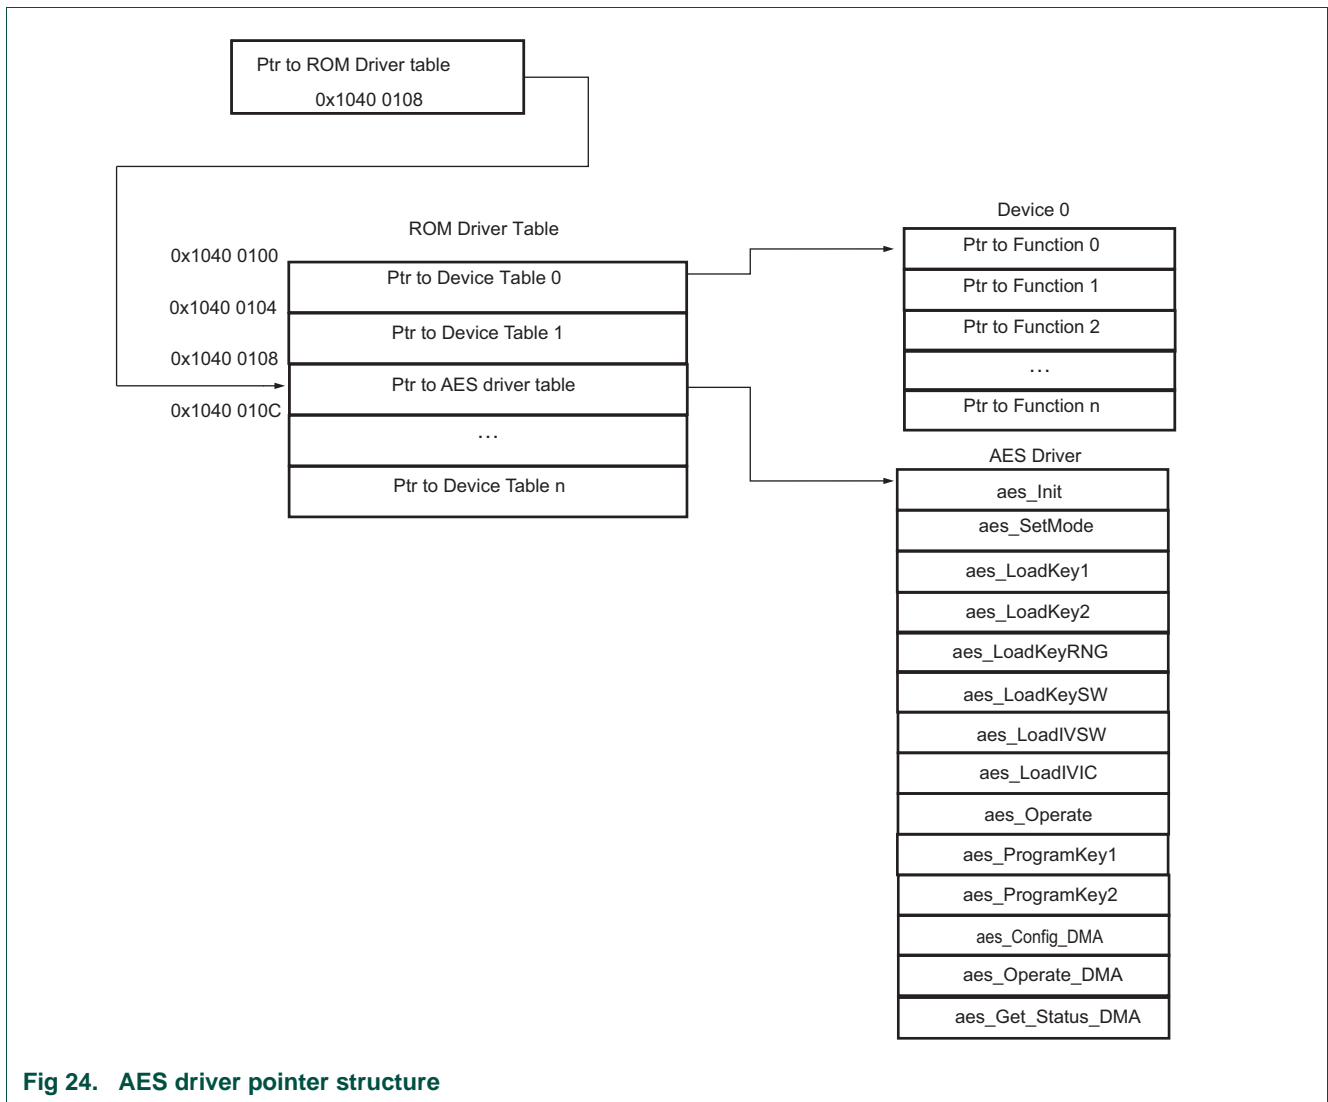 Ptr to ROM Driver table
0x1040 0108
ROM Driver Table
0x1040 0100
Ptr to Device Table 0
0x1040 0104
Ptr to Device Table 1
0x1040 0108
Ptr to AES driver table
0x1040 010C
...
Ptr to Device Table n
Device 0
Ptr to Function 0
Ptr to Function 1
Ptr to Function 2
...
Ptr to Function n
AES Driver
aes_Init
aes_SetMode
aes_LoadKey1
aes_LoadKey2
aes_LoadKeyRNG
aes_LoadKeySW
aes_LoadIVSW
aes_LoadIVIC
aes_Operate
aes_ProgramKey1
aes_ProgramKey2
aes_Config_DMA
aes_Operate_DMA
aes_Get_Status_DMA
Fig 24. AES driver pointer structure